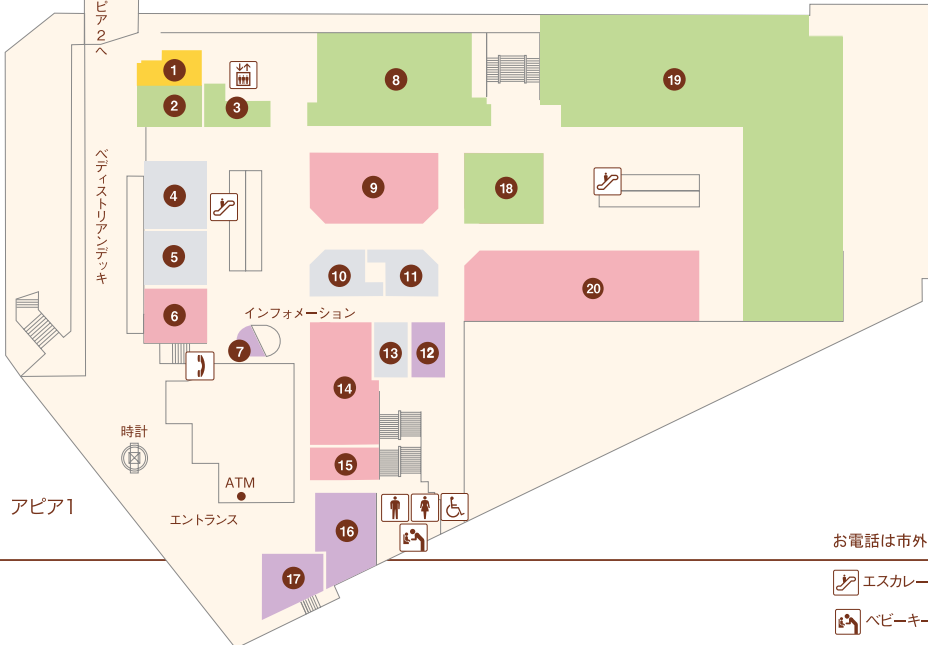 ピア2へ
1
2
3
8
19
ペディストリアンデッキ
4
9
18
5
10
11
20
6
インフォメーション
7
13
12
14
時計
15
ATM
アピア1
エントランス
16
17
お電話は市外
エスカレー
ベビーキー